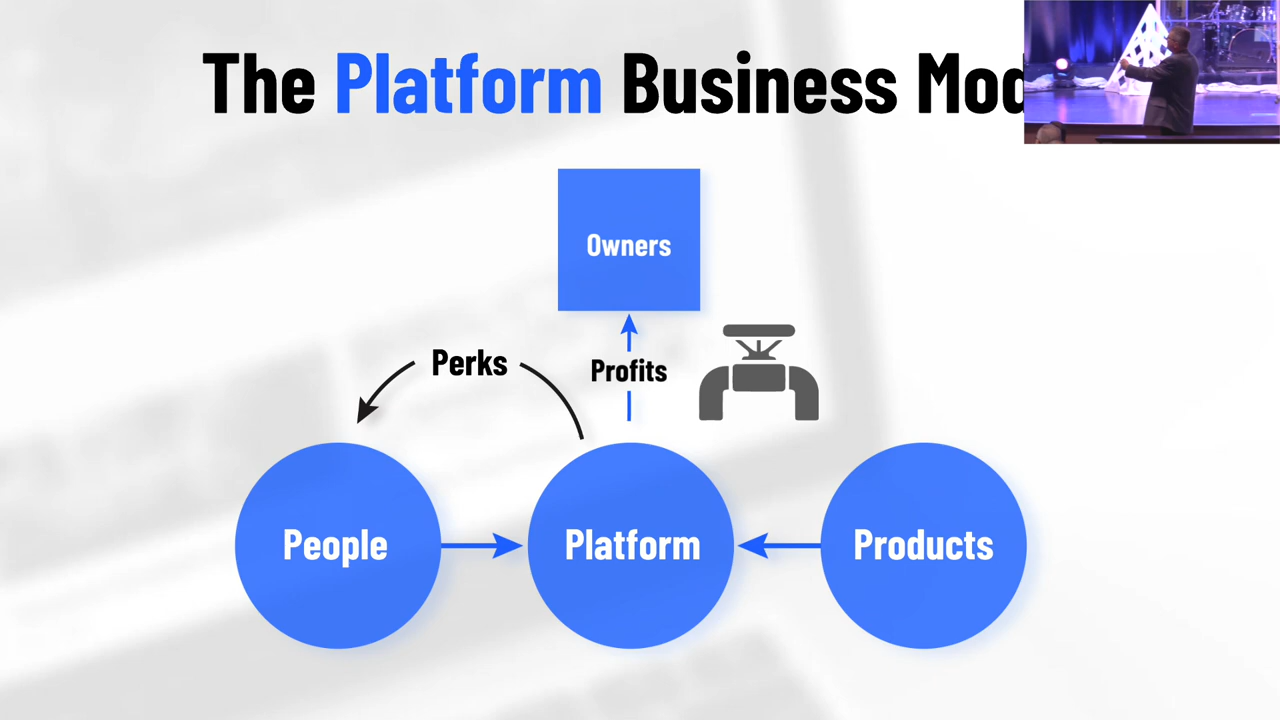 The Platform Business Mod
Owners
Perks
Profits
People
Platform
Products